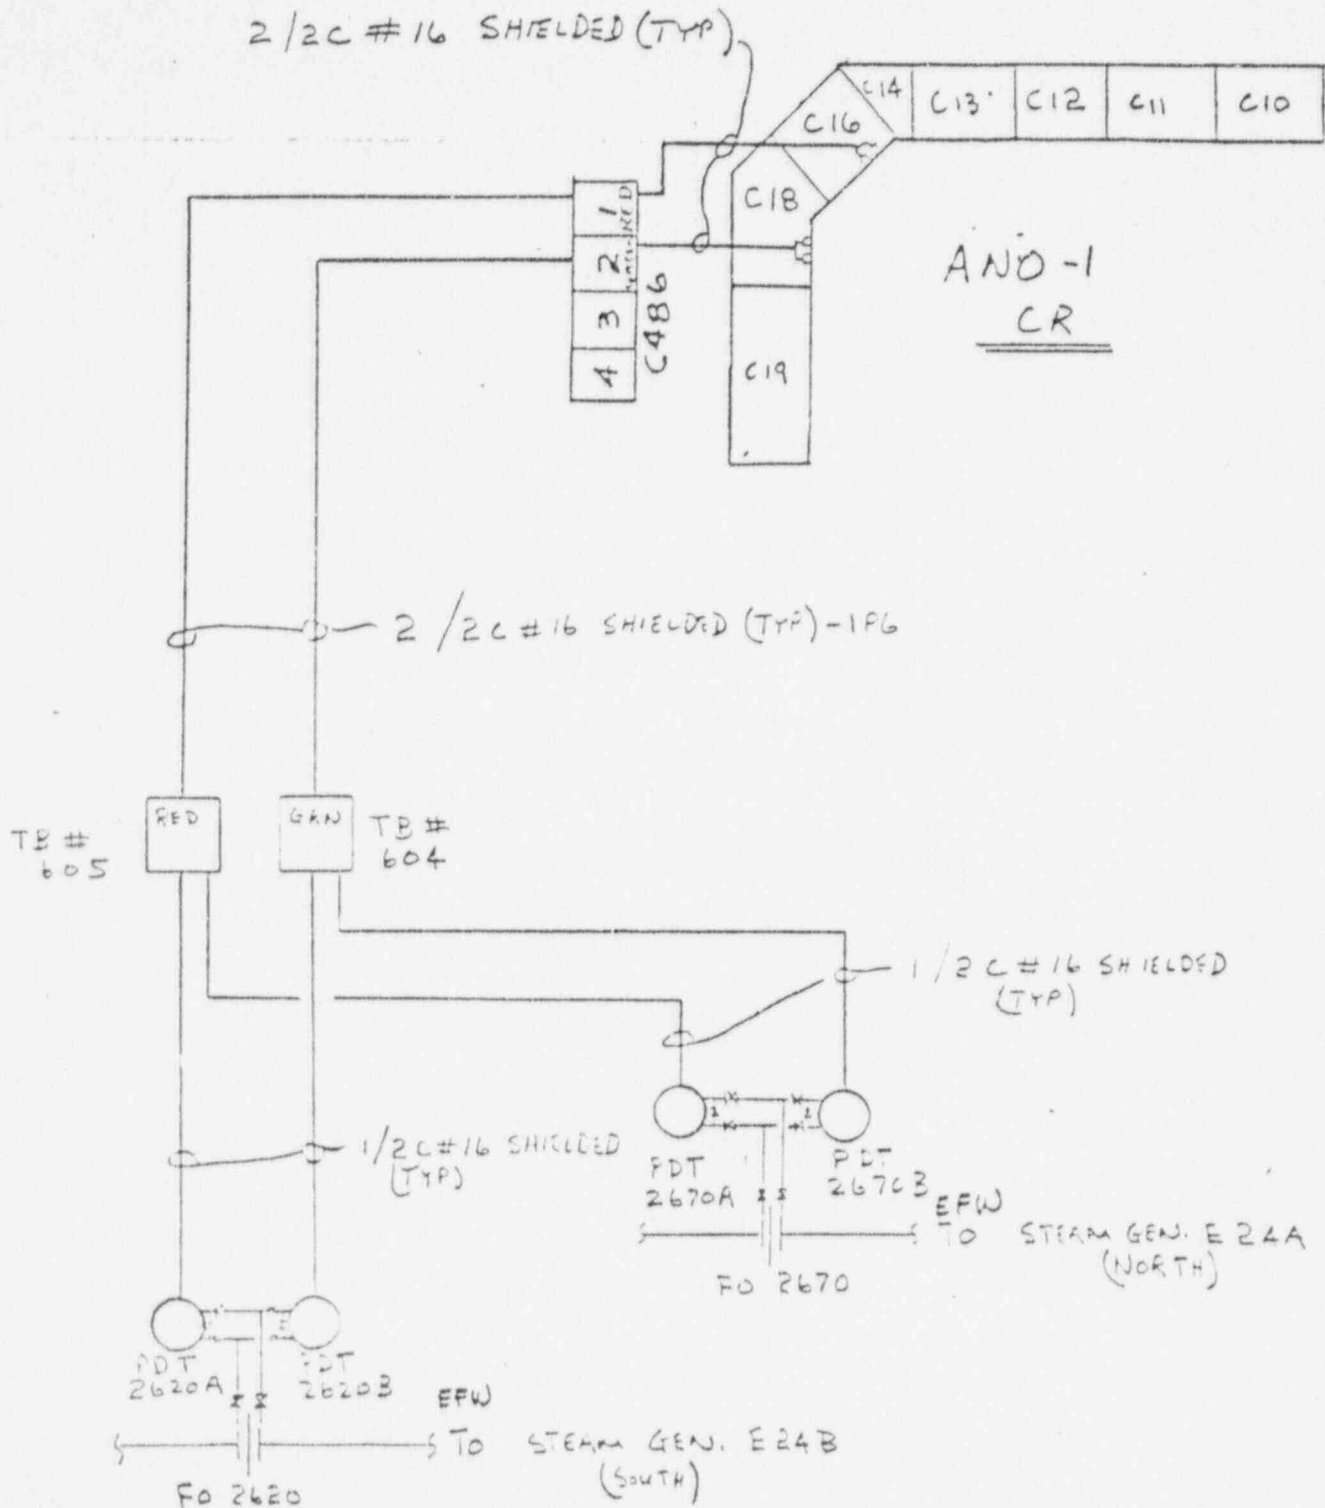 2/2C #16 SHIELDED (TYP)
C14
C13
C12
C11
C10
C16
C18
C19
1
RED
2
3
4
C486
ANO-1
CR
2/2C #16 SHIELDED (TYP)-1PG
RED
TB #
605
GRN
TB #
604
1/2C #16 SHIELDED
(TYP)
1/2C #16 SHIELDED
(TYP)
PDT
2670A
PDT
2670B
EFW
TO STEAM GEN. E24A
(NORTH)
FO 2670
PDT
2620A
PDT
2620B
EFW
TO STEAM GEN. E24B
(SOUTH)
FO 2620